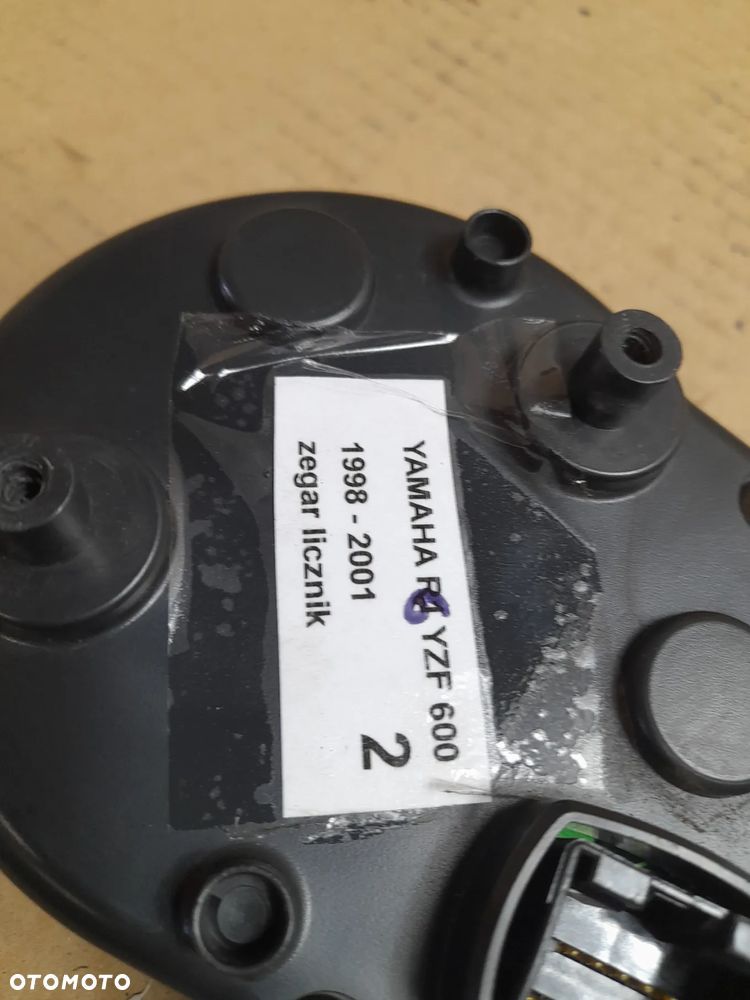 YAMAHA R6 YZF 600
1998 - 2001
zegar licznik
2
OTOMOTO